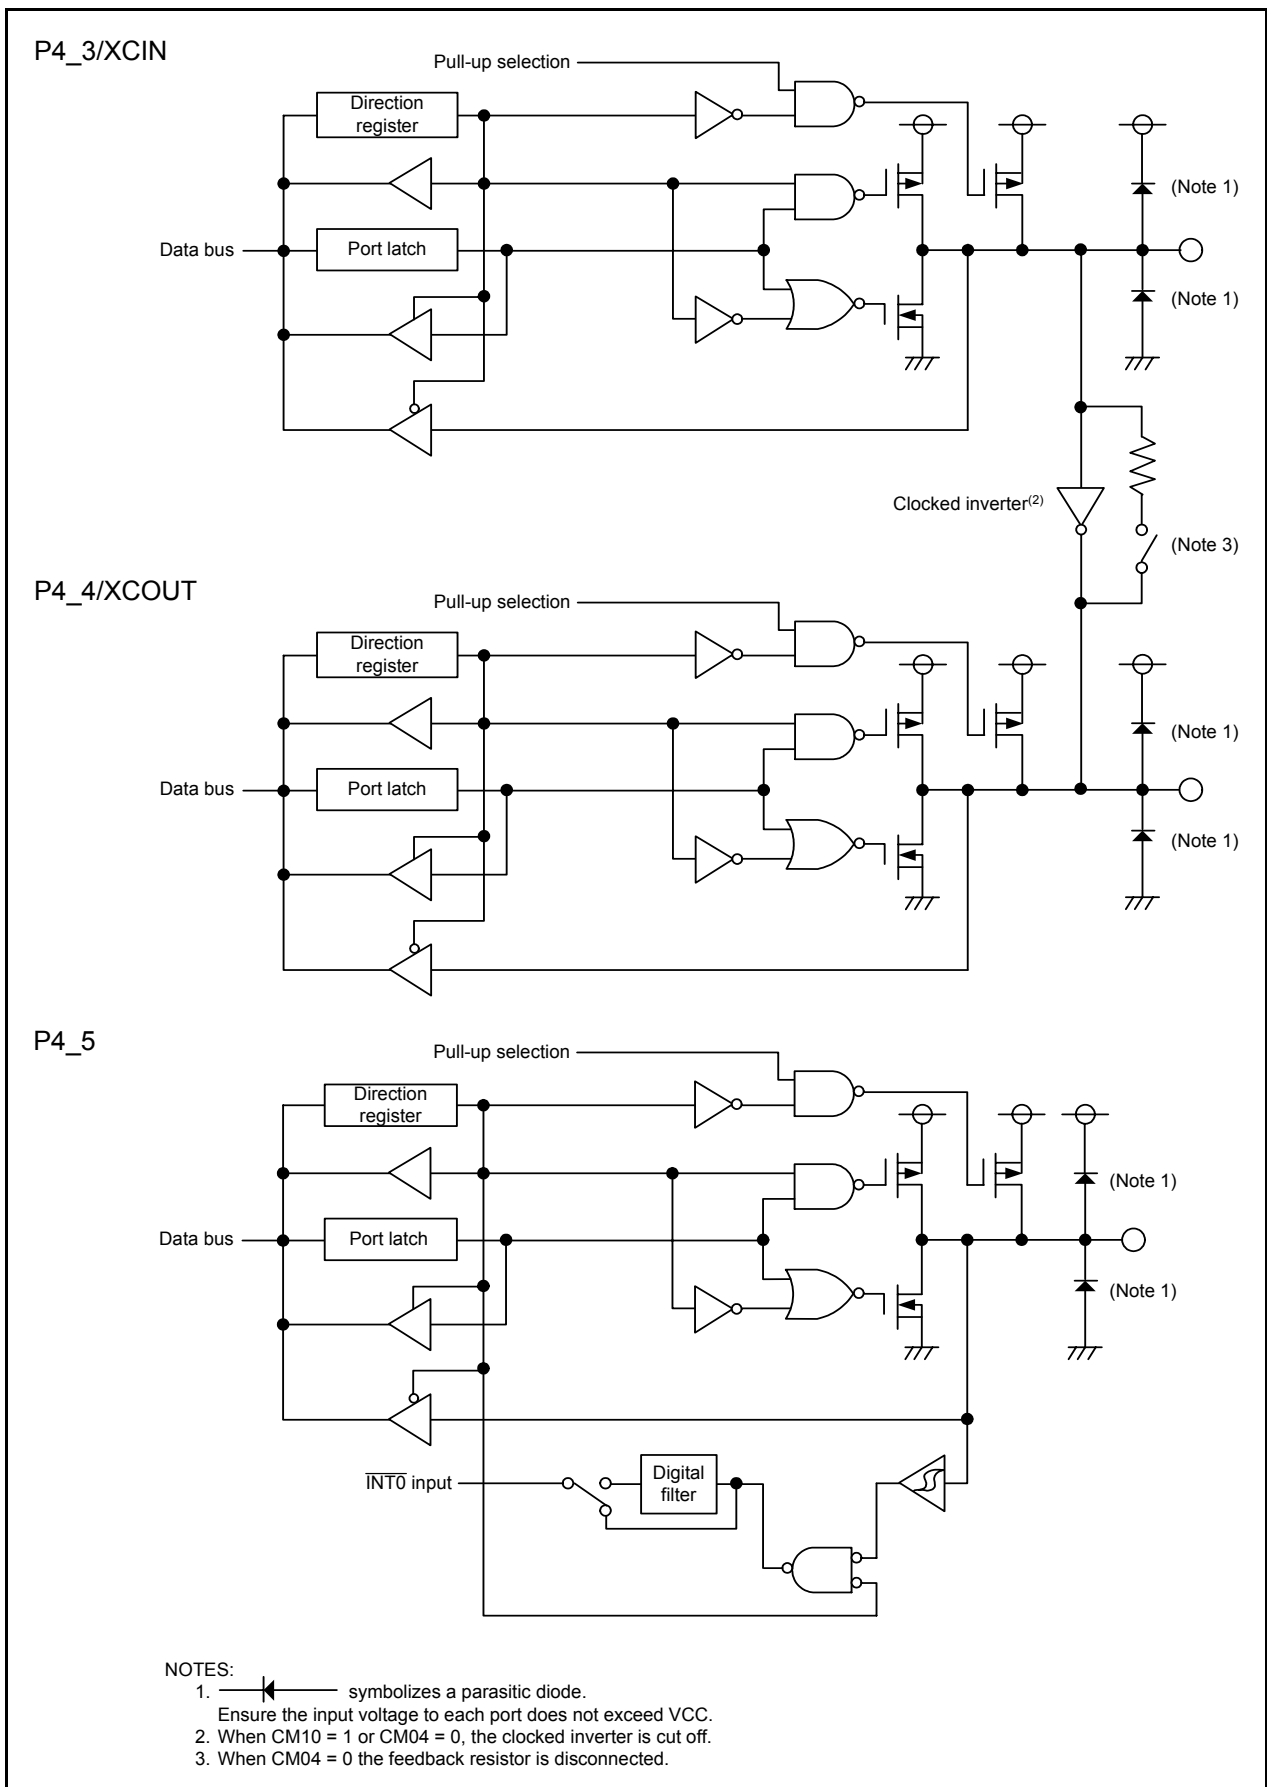 P4_3/XCIN
Pull-up selection
Direction
register
(Note 1)
Data bus
Port latch
(Note 1)
Clocked inverter(2)
(Note 3)
P4_4/XCOUT
Pull-up selection
Direction
register
(Note 1)
Data bus
Port latch
(Note 1)
P4_5
Pull-up selection
Direction
register
(Note 1)
Data bus
Port latch
(Note 1)
INT0 input
Digital
filter
NOTES:
1. symbolizes a parasitic diode.
Ensure the input voltage to each port does not exceed VCC.
2. When CM10 = 1 or CM04 = 0, the clocked inverter is cut off.
3. When CM04 = 0 the feedback resistor is disconnected.